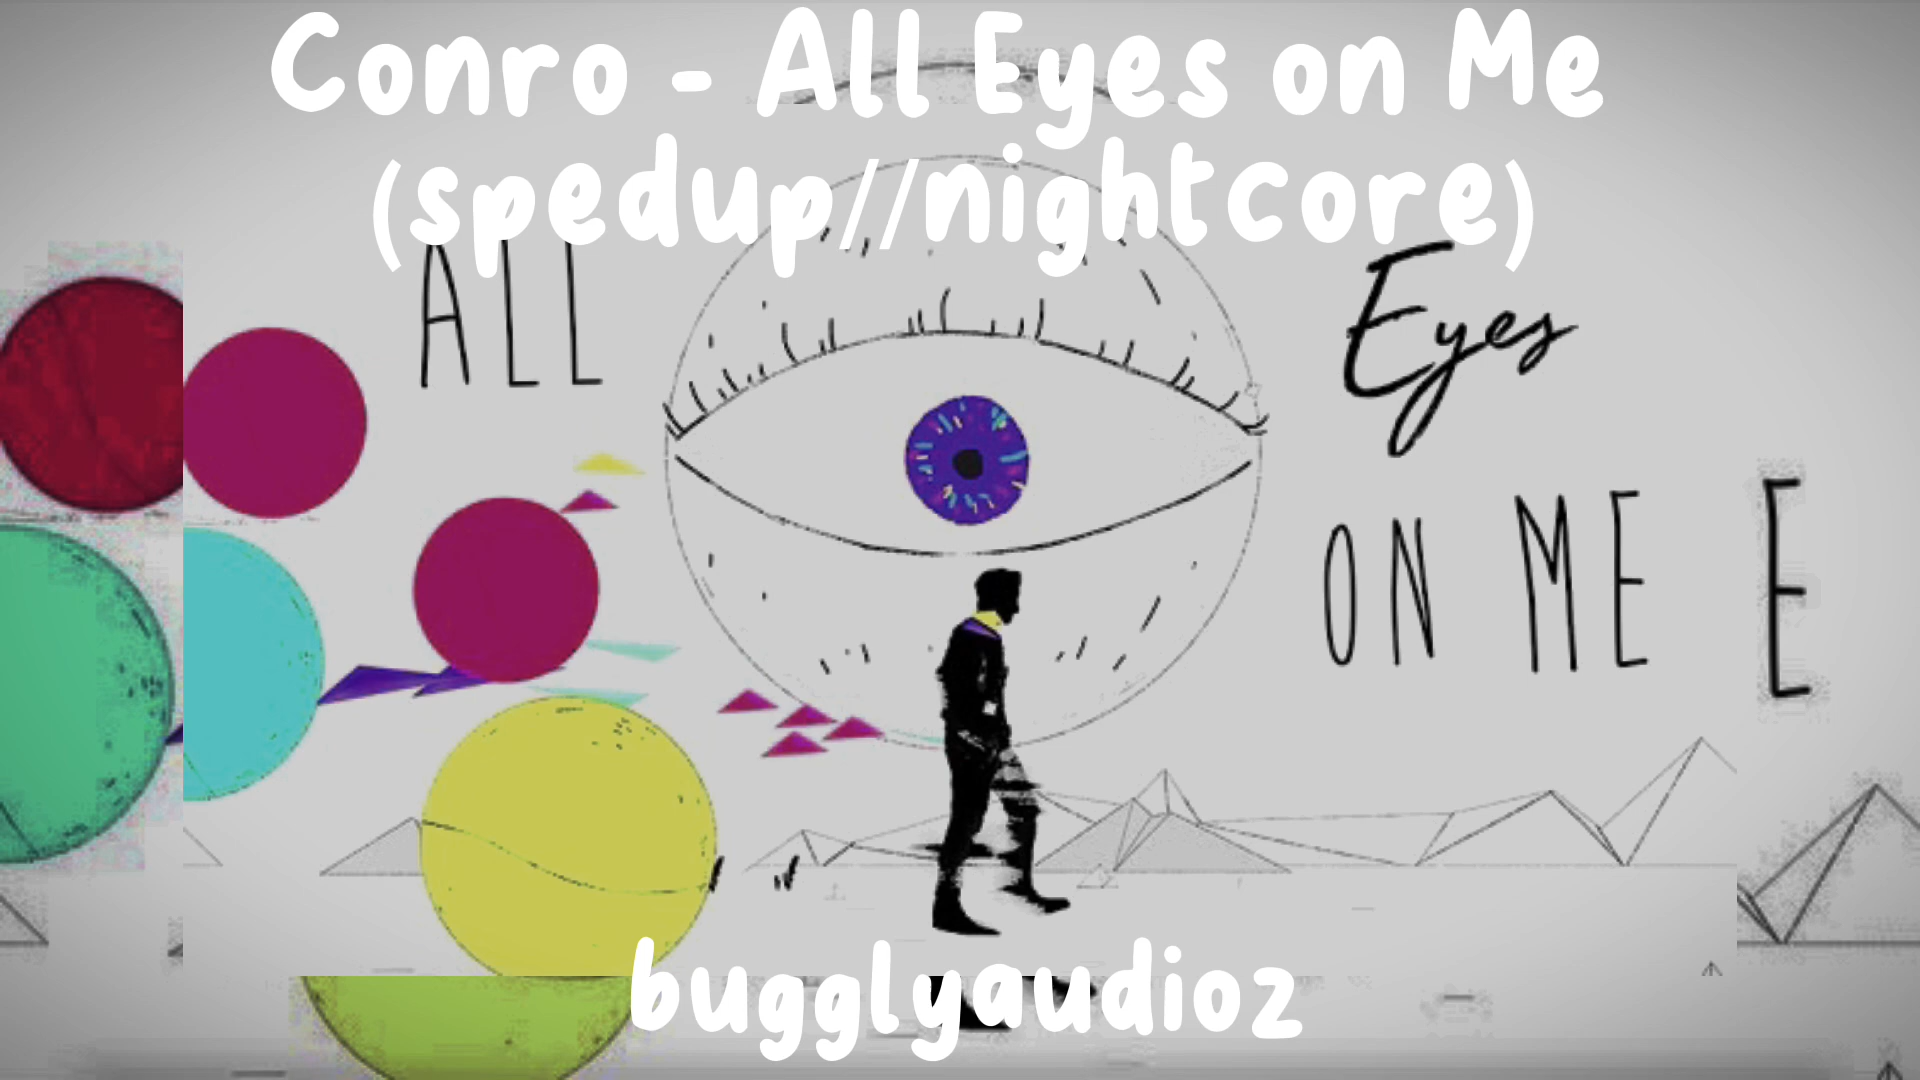 Conro - All Eyes on Me
(spedup//nightcore)
ALL
Eyes
ON ME
E
bugglyaudioz